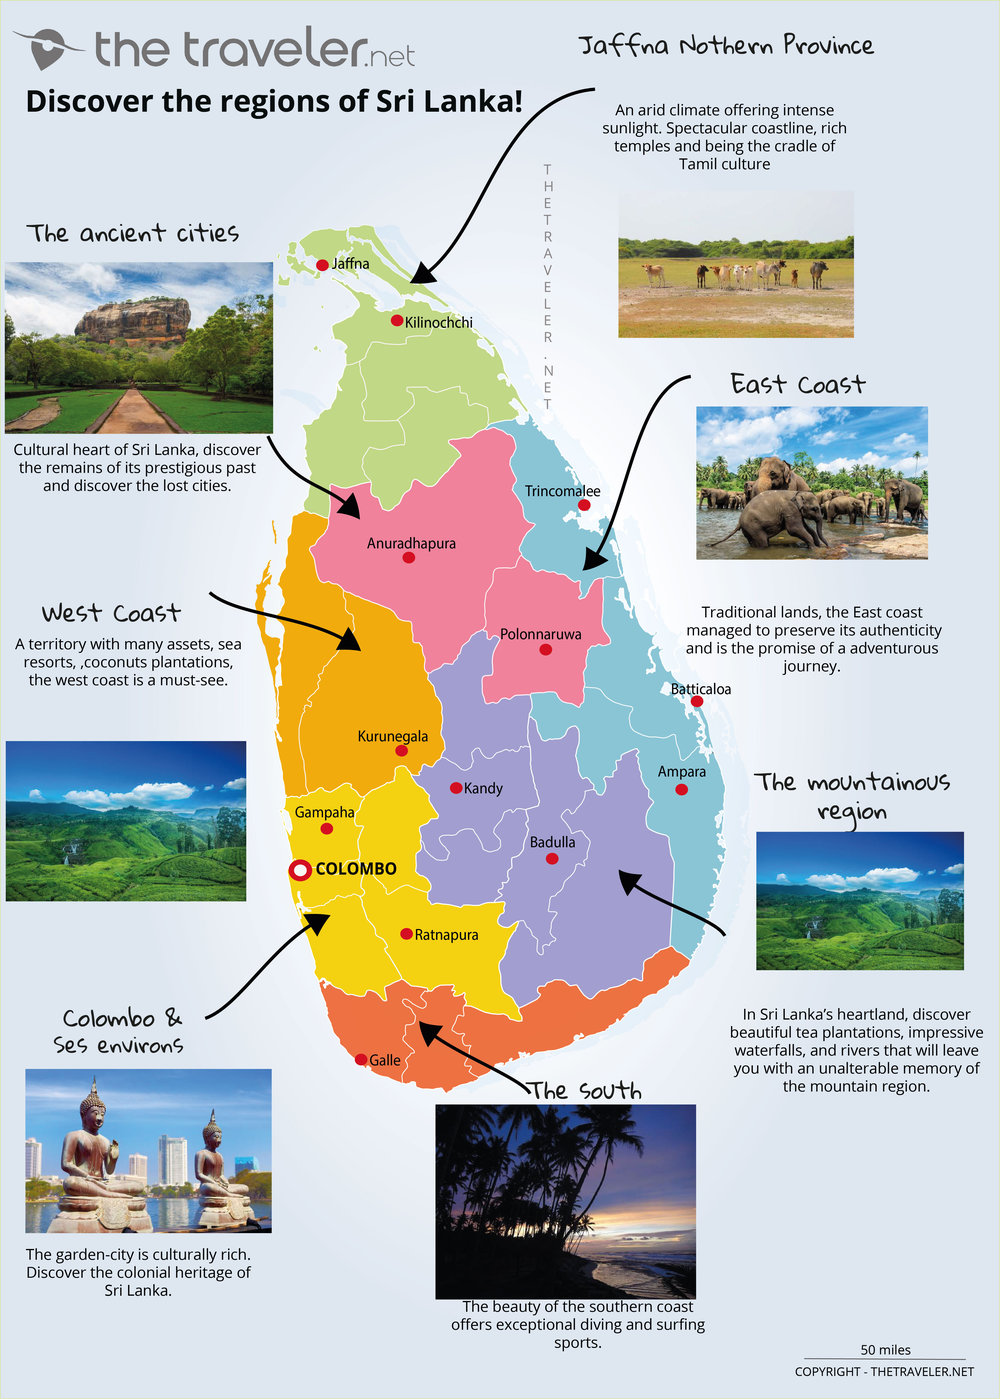 the traveler.net
Discover the regions of Sri Lanka!
Jaffna Nothern Province
An arid climate offering intense
sunlight. Spectacular coastline, rich
temples and being the cradle of
Tamil culture
THETRAVELER.NET
The ancient cities
Cultural heart of Sri Lanka, discover
the remains of its prestigious past
and discover the lost cities.
Jaffna
Kilinochchi
East Coast
Traditional lands, the East coast
managed to preserve its authenticity
and is the promise of a adventurous
journey.
Trincomalee
Anuradhapura
West Coast
A territory with many assets, sea
resorts, ,coconuts plantations,
the west coast is a must-see.
Polonnaruwa
Batticaloa
Kurunegala
Ampara
Kandy
Gampaha
Badulla
COLOMBO
Ratnapura
Galle
The mountainous
region
In Sri Lanka’s heartland, discover
beautiful tea plantations, impressive
waterfalls, and rivers that will leave
you with an unalterable memory of
the mountain region.
Colombo &
Ses environs
The garden-city is culturally rich.
Discover the colonial heritage of
Sri Lanka.
The south
The beauty of the southern coast
offers exceptional diving and surfing
sports.
50 miles
COPYRIGHT - THETRAVELER.NET